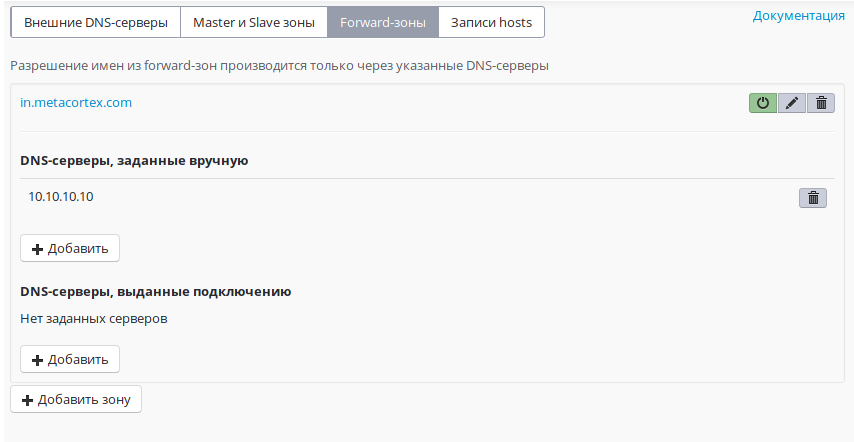 Внешние DNS-серверы
Master и Slave зоны
Forward-зоны
Записи hosts
Документация
Разрешение имен из forward-зон производится только через указанные DNS-серверы
in.metacortex.com
DNS-серверы, заданные вручную
10.10.10.10
Добавить
DNS-серверы, выданные подключению
Нет заданных серверов
Добавить
Добавить зону